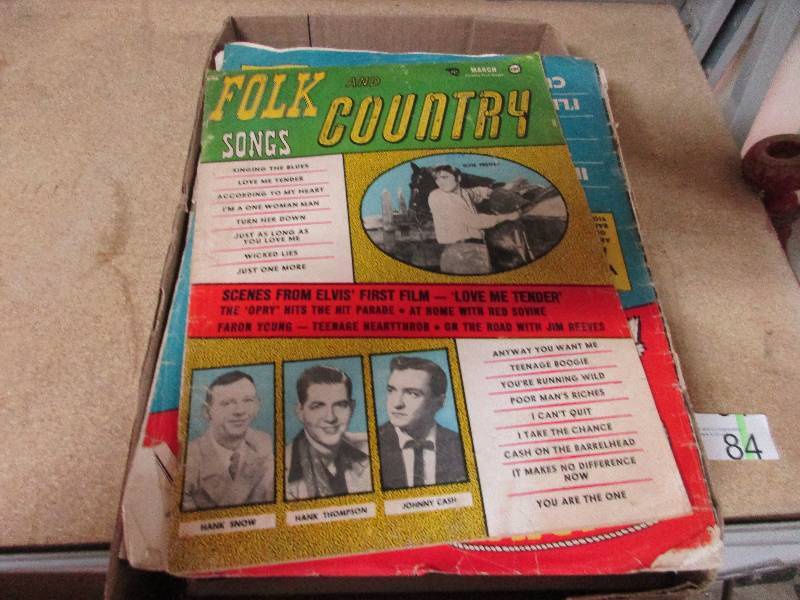 MARCH
FOLK AND COUNTRY
SONGS
SINGING THE BLUES
LOVE ME TENDER
ACCORDING TO MY HEART
I'M A ONE WOMAN MAN
TURN HER DOWN
JUST AS LONG AS
YOU LOVE ME
WICKED LIES
JUST ONE MORE
ELVIS PRESLEY
SCENES FROM ELVIS' FIRST FILM — 'LOVE ME TENDER'
THE 'OPRY' HITS THE HIT PARADE • AT HOME WITH RED SOVINE
FARON YOUNG — TEENAGE HEARTTHROB • ON THE ROAD WITH JIM REEVES
HANK SNOW
HANK THOMPSON
JOHNNY CASH
ANYWAY YOU WANT ME
TEENAGE BOOGIE
YOU'RE RUNNING WILD
POOR MAN'S RICHES
I CAN'T QUIT
I TAKE THE CHANCE
CASH ON THE BARRELHEAD
IT MAKES NO DIFFERENCE
NOW
YOU ARE THE ONE
84